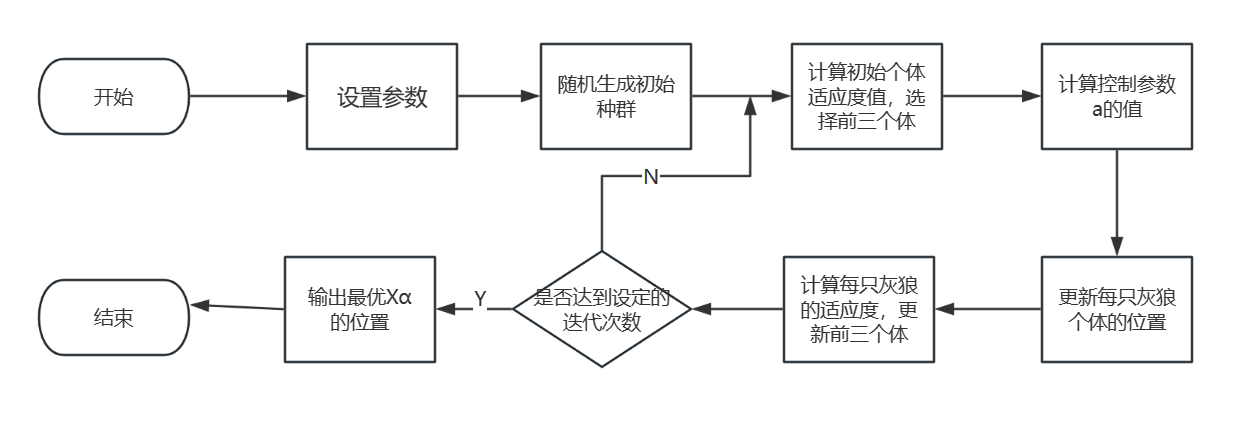 开始
设置参数
随机生成初始
种群
计算初始个体
适应度值，选
择前三个体
计算控制参数
a的值
N
结束
输出最优Xα
的位置
Y
是否达到设定的
迭代次数
计算每只灰狼
的适应度，更
新前三个体
更新每只灰狼
个体的位置